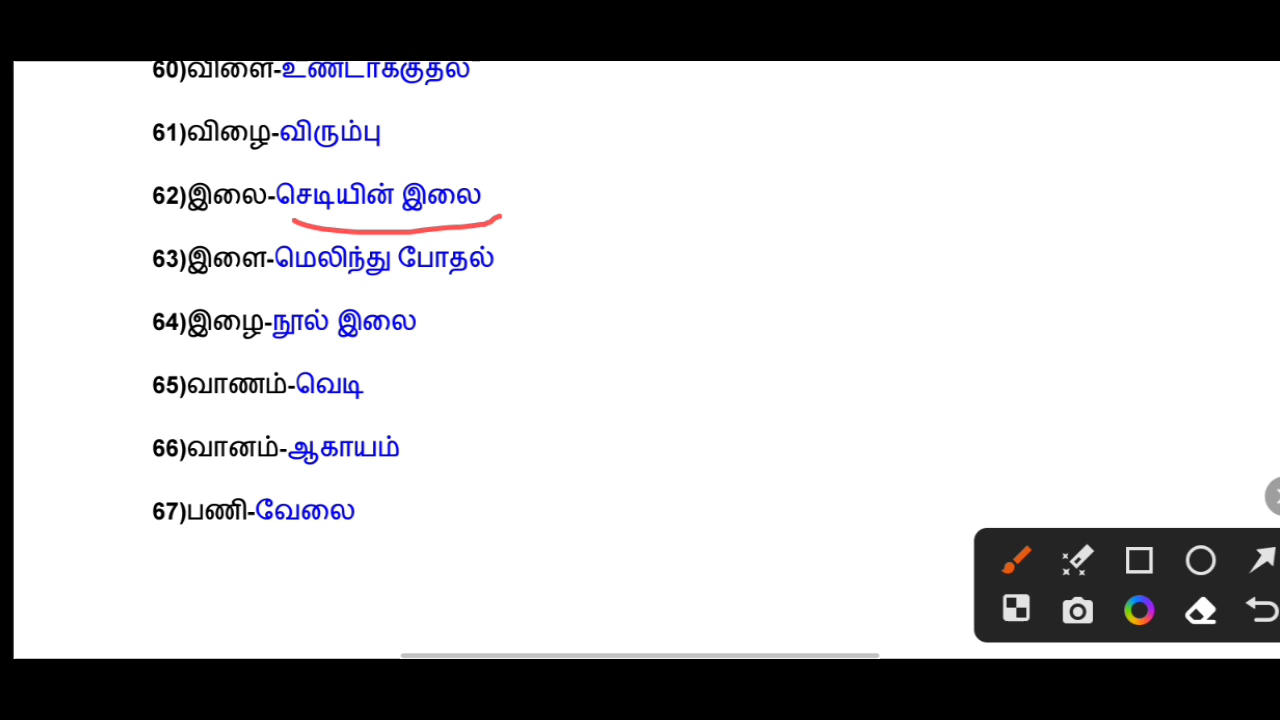 60)விளை-உண்டாக்குதல்
61)விழை-விரும்பு
62)இலை-செடியின் இலை
63)இளை-மெலிந்து போதல்
64)இழை-நூல் இலை
65)வாணம்-வெடி
66)வானம்-ஆகாயம்
67)பணி-வேலை